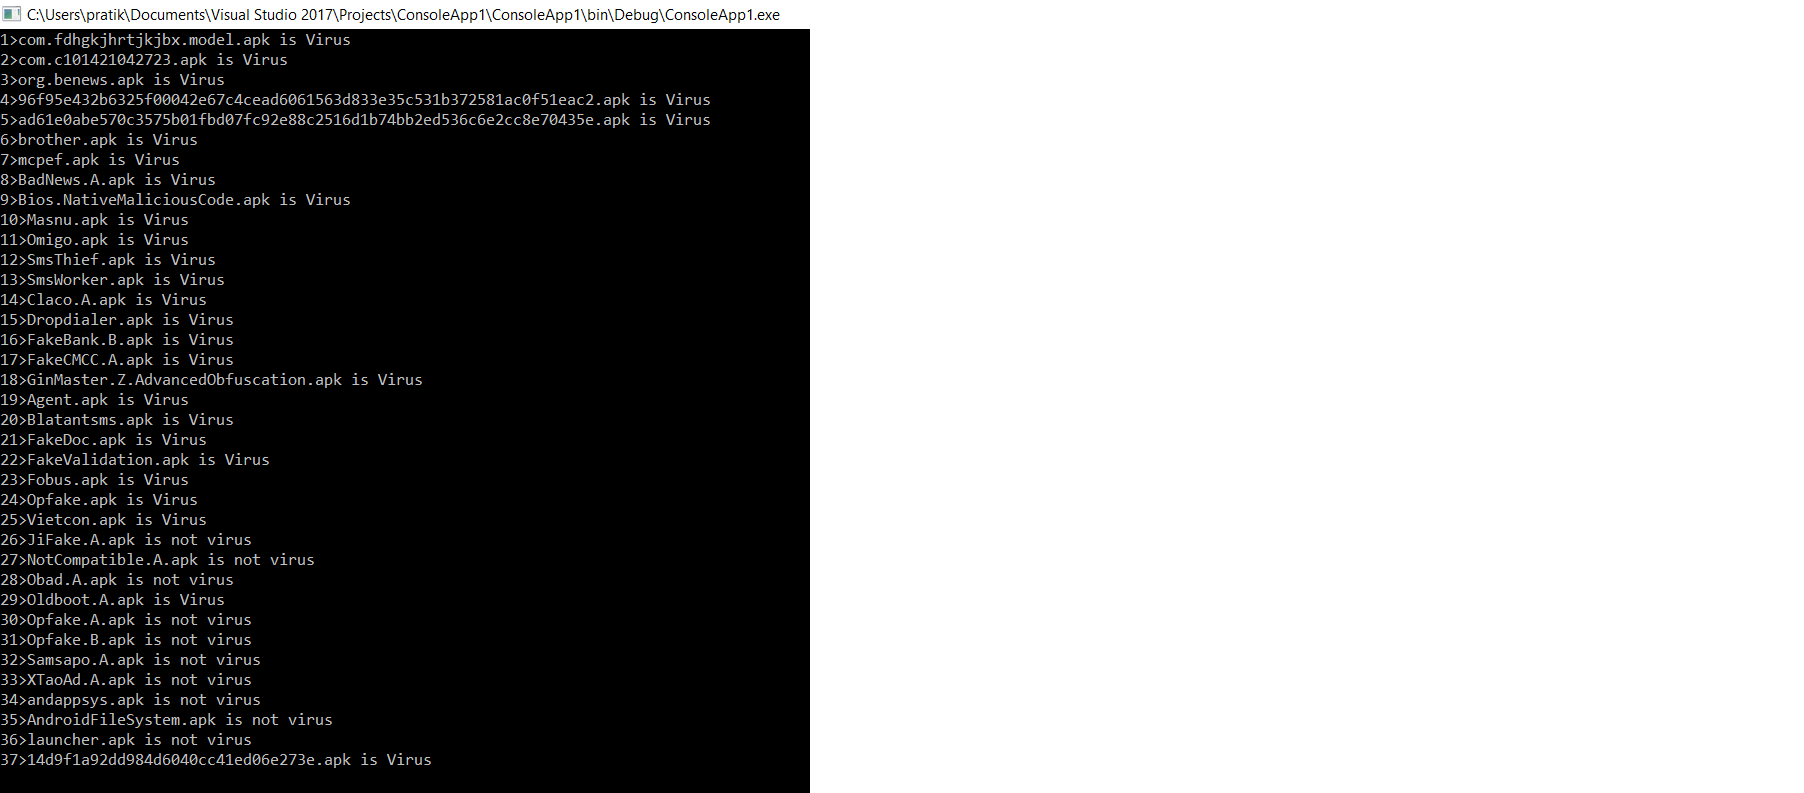 C:\Users\pratik\Documents\Visual Studio 2017\Projects\ConsoleApp1\ConsoleApp1\bin\Debug\ConsoleApp1.exe
1>com.fdhgkjhrtjkjbx.model.apk is Virus
2>com.c101421042723.apk is Virus
3>org.benews.apk is Virus
4>96f95e432b6325f00042e67c4cead6061563d833e35c531b372581ac0f51eac2.apk is Virus
5>ad61e0abe570c3575b01fbd07fc92e88c2516d1b74bb2ed536c6e2cc8e70435e.apk is Virus
6>brother.apk is Virus
7>mcpef.apk is Virus
8>BadNews.A.apk is Virus
9>Bios.NativeMaliciousCode.apk is Virus
10>Masnu.apk is Virus
11>Omigo.apk is Virus
12>SmsThief.apk is Virus
13>SmsWorker.apk is Virus
14>Claco.A.apk is Virus
15>Dropdialer.apk is Virus
16>FakeBank.B.apk is Virus
17>FakeCMCC.A.apk is Virus
18>GinMaster.Z.AdvancedObfuscation.apk is Virus
19>Agent.apk is Virus
20>Blatantsms.apk is Virus
21>FakeDoc.apk is Virus
22>FakeValidation.apk is Virus
23>Fobus.apk is Virus
24>Opfake.apk is Virus
25>Vietcon.apk is Virus
26>JiFake.A.apk is not virus
27>NotCompatible.A.apk is not virus
28>Obad.A.apk is not virus
29>Oldboot.A.apk is Virus
30>Opfake.A.apk is not virus
31>Opfake.B.apk is not virus
32>Samsapo.A.apk is not virus
33>XTaoAd.A.apk is not virus
34>andappsys.apk is not virus
35>AndroidFileSystem.apk is not virus
36>launcher.apk is not virus
37>14d9f1a92dd984d6040cc41ed06e273e.apk is Virus